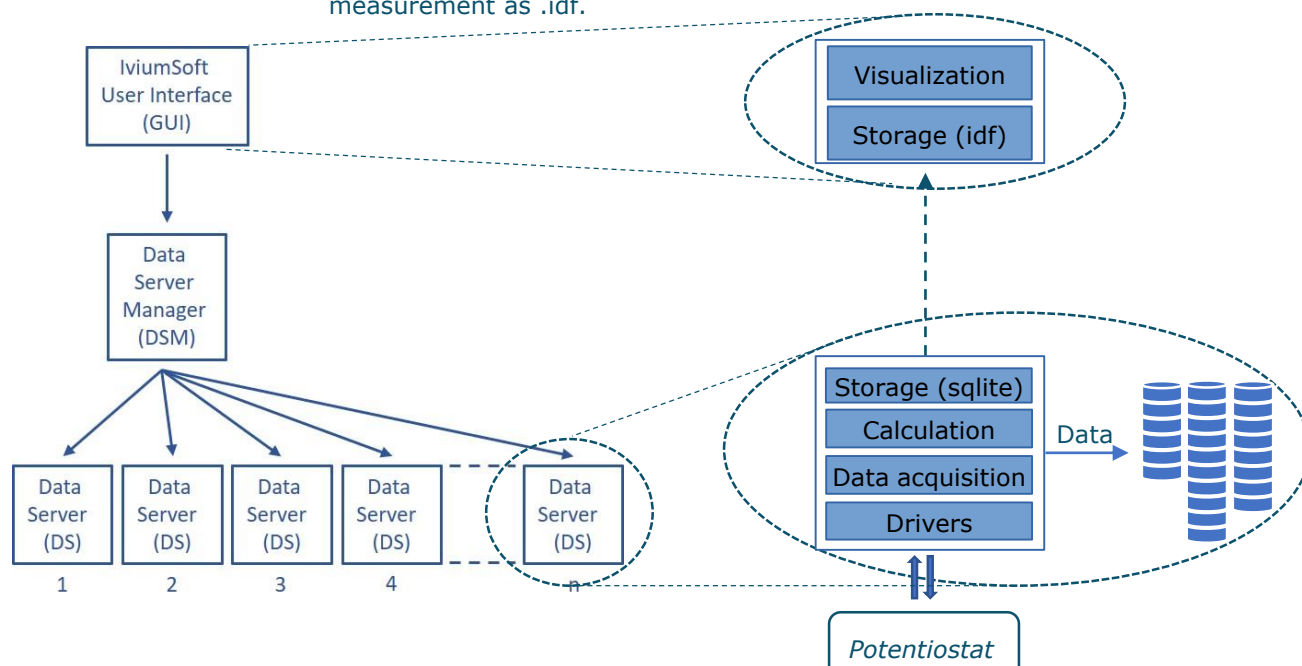 measurement as .idf.
IviumSoft
User Interface
(GUI)
Visualization
Storage (idf)
Data
Server
Manager
(DSM)
Storage (sqlite)
Calculation
Data acquisition
Drivers
Data
Data
Server
(DS)
1
Data
Server
(DS)
2
Data
Server
(DS)
3
Data
Server
(DS)
4
Data
Server
(DS)
n
Potentiostat